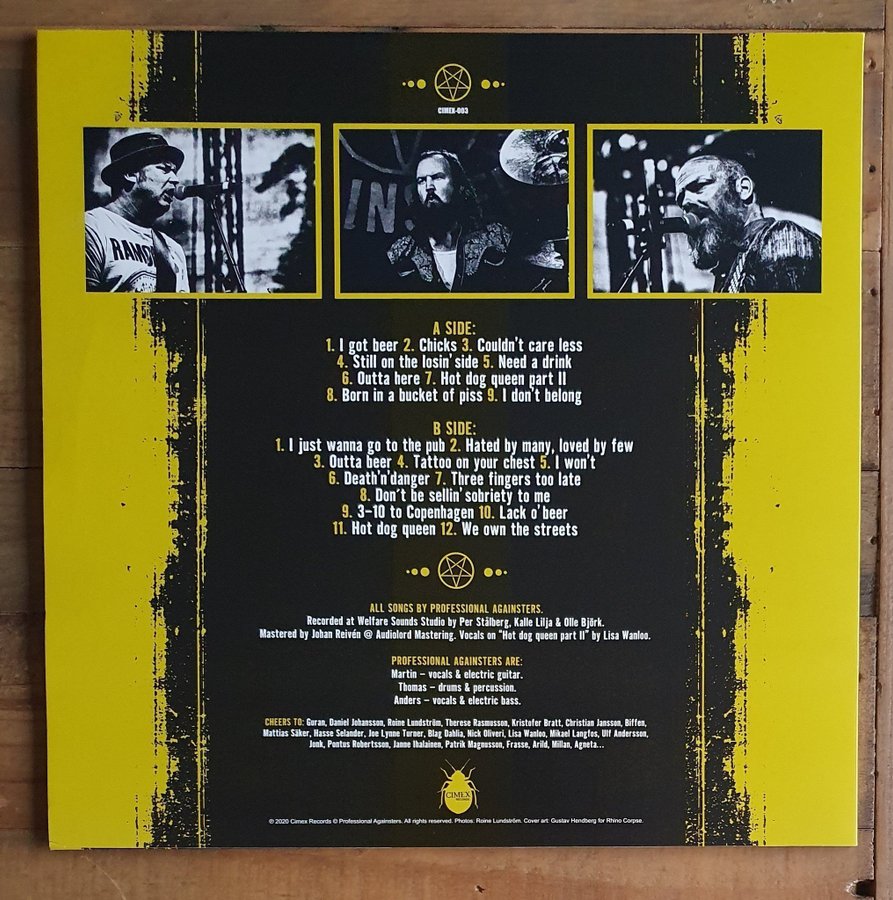 CIMEX-003
RAMO
IN
A SIDE:
1. I got beer 2. Chicks 3. Couldn't care less
4. Still on the losin' side 5. Need a drink
6. Outta here 7. Hot dog queen part II
8. Born in a bucket of piss 9. I don't belong
B SIDE:
1. I just wanna go to the pub 2. Hated by many, loved by few
3. Outta beer 4. Tattoo on your chest 5. I won't
6. Death'n'danger 7. Three fingers too late
8. Don't be sellin' sobriety to me
9. 3-10 to Copenhagen 10. Lack o' beer
11. Hot dog queen 12. We own the streets
ALL SONGS BY PROFESSIONAL AGAINSTERS.
Recorded at Welfare Sounds Studio by Per Stålberg, Kalle Lilja & Olle Björk.
Mastered by Johan Reivén @ Audiolord Mastering. Vocals on "Hot dog queen part II" by Lisa Wanloo.
PROFESSIONAL AGAINSTERS ARE:
Martin – vocals & electric guitar.
Thomas – drums & percussion.
Anders – vocals & electric bass.
CHEERS TO: Goran, Daniel Johansson, Roine Lundström, Therese Rasmusson, Kristofer Bratt, Christian Jansson, Biffen,
Mattias Säker, Hasse Selander, Joe Lynne Turner, Blag Dahlia, Nick Oliveri, Lisa Wanloo, Mikael Langfos, Ulf Andersson,
Jonk, Pontus Robertsson, Janne Ihalainen, Patrik Magnusson, Frasse, Arild, Millan, Agneta...
CIMEX
RECORDS
℗ 2020 Cimex Records © Professional Againsters. All rights reserved. Photos: Roine Lundström. Cover art: Gustav Hendberg for Rhino Corpse.